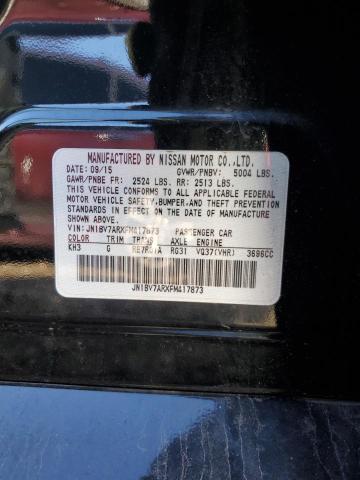 MANUFACTURED BY NISSAN MOTOR CO.,LTD.
DATE: 09/15 GVWR/PNBV: 5004 LBS.
GAWR/PNBE FR: 2524 LBS. RR: 2513 LBS.
THIS VEHICLE CONFORMS TO ALL APPLICABLE FEDERAL
MOTOR VEHICLE SAFETY, BUMPER, AND THEFT PREVENTION
STANDARDS IN EFFECT ON THE DATE OF MANUFACTURE
SHOWN ABOVE.
VIN: JN1BV7ARXFM417873 PASSENGER CAR
COLOR TRIM TRANS AXLE ENGINE
KH3 G RE7R01A RG31 VQ37(VHR) 3696CC
JN1BV7ARXFM417873